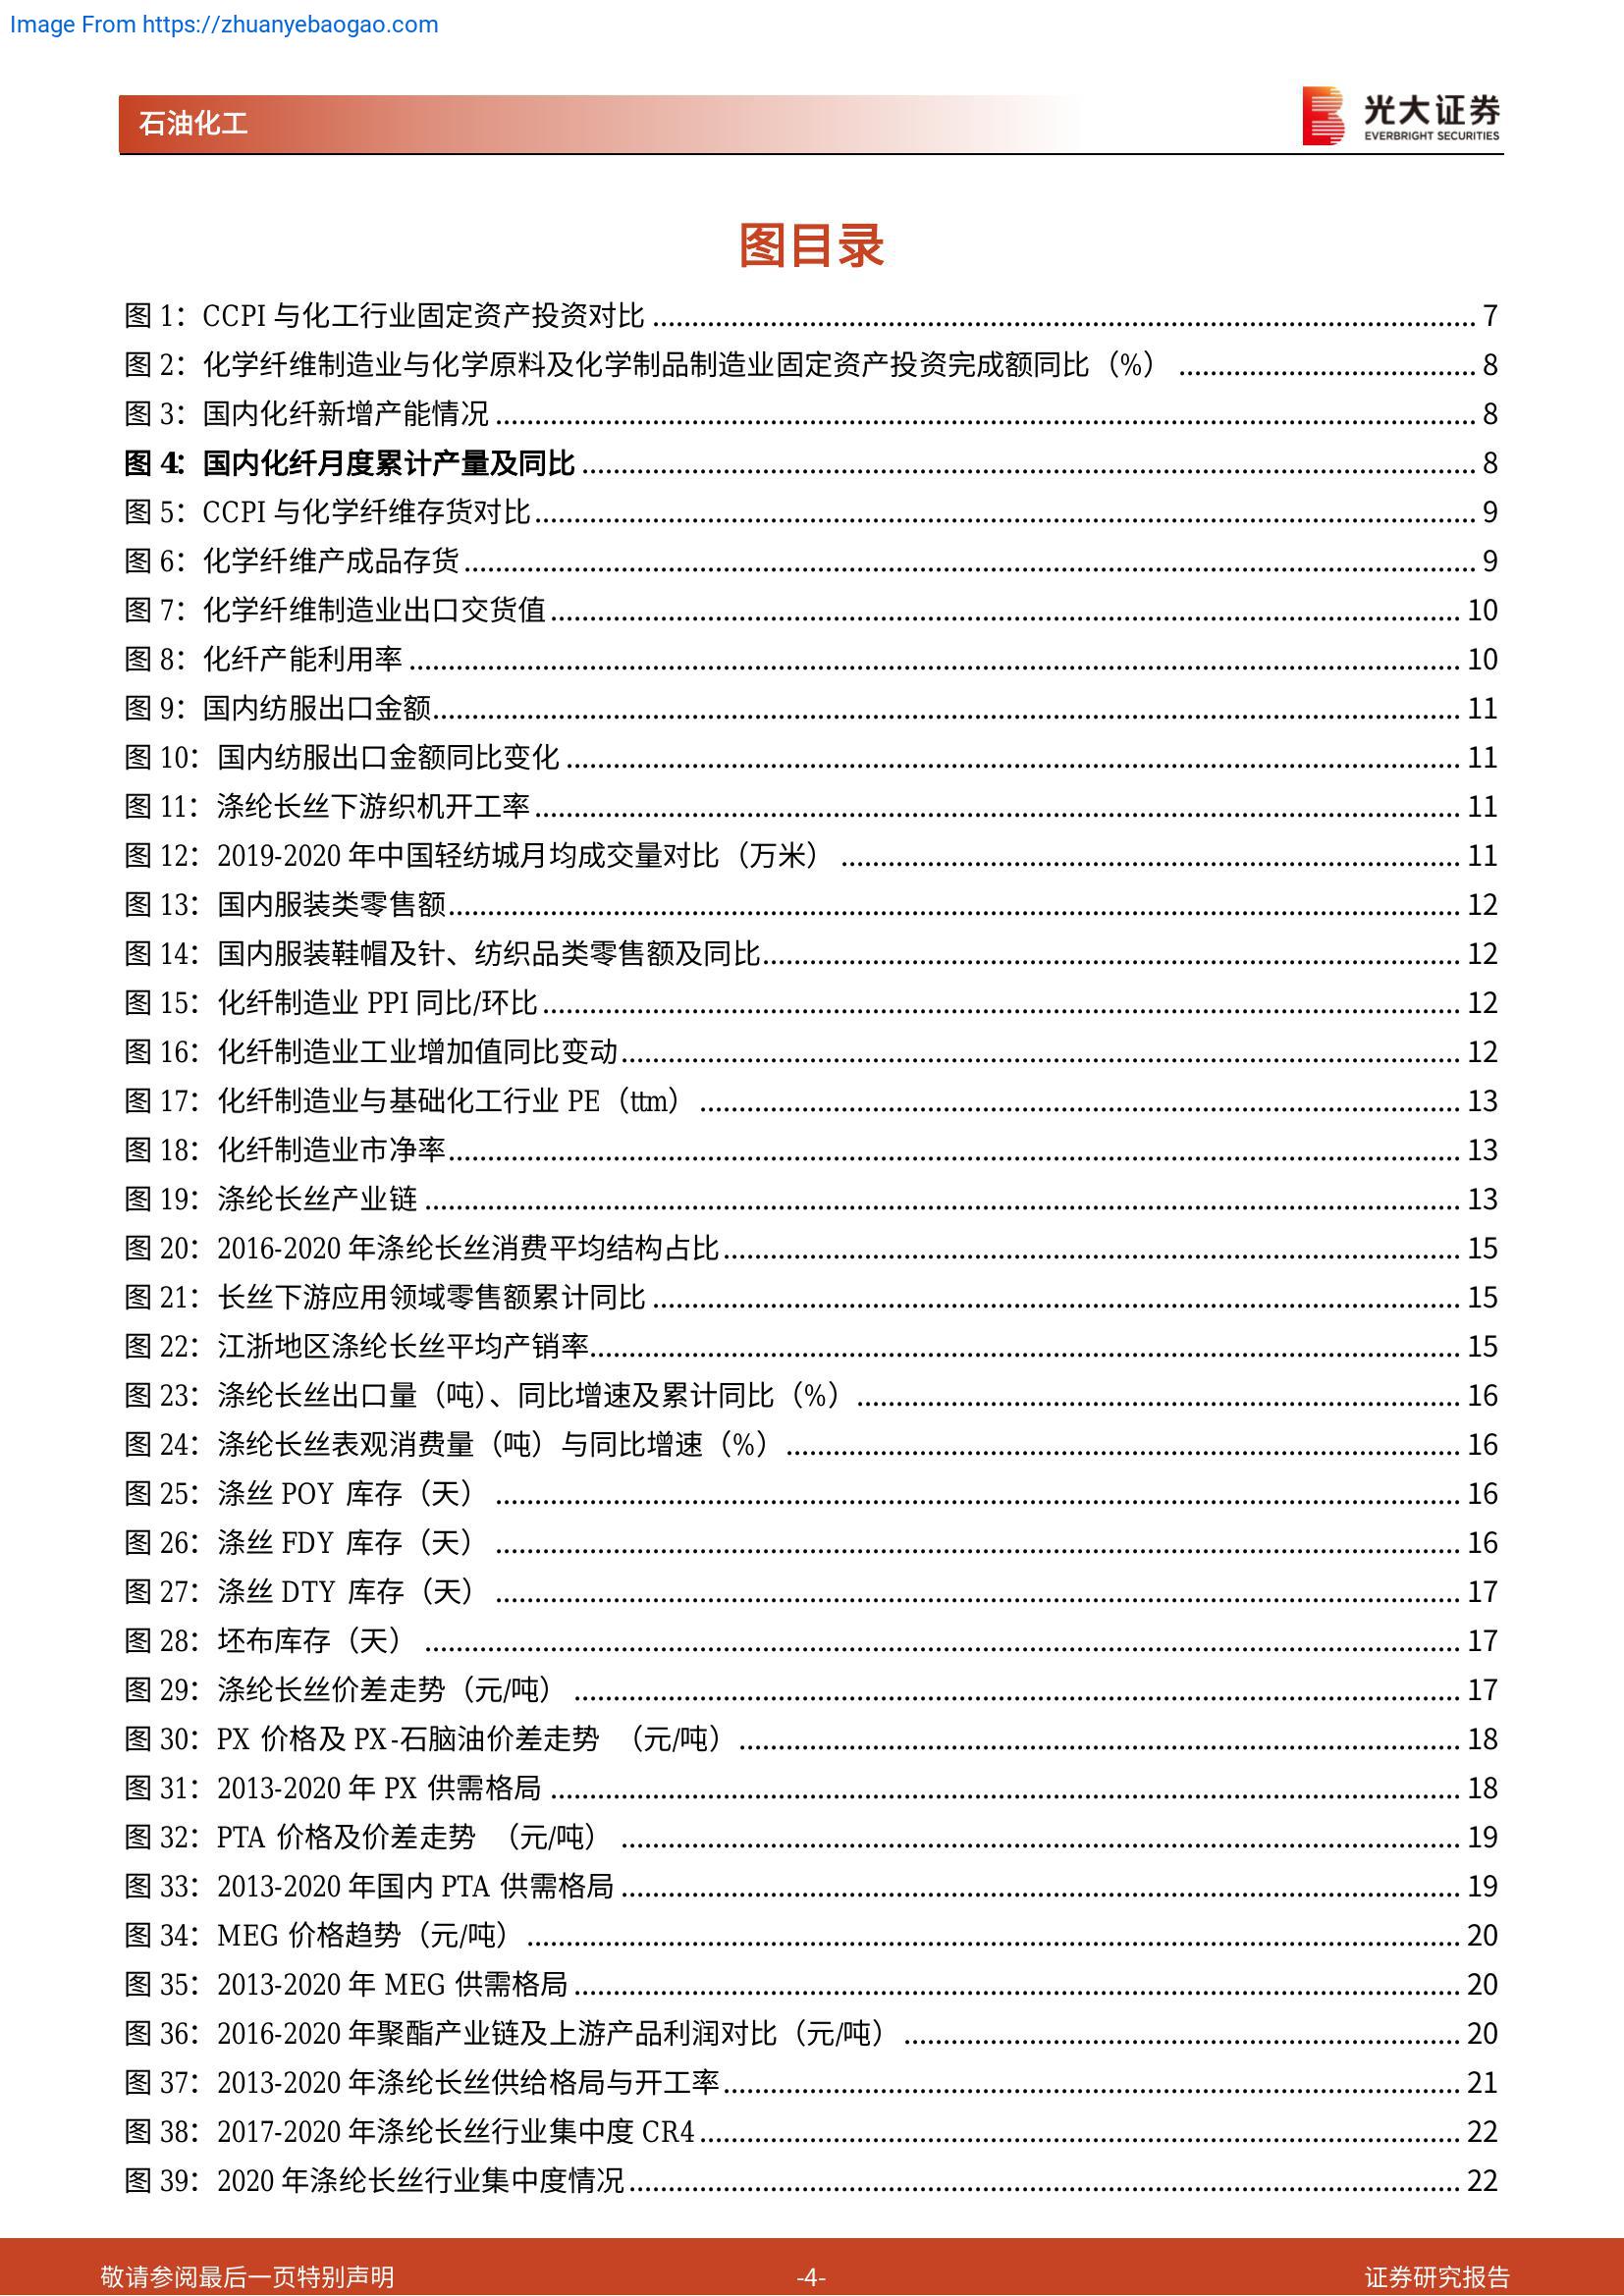 Image From https://zhuanyebaogao.com
石油化工
光大证券
EVERBRIGHT SECURITIES
图目录
图 1：CCPI 与化工行业固定资产投资对比 7
图 2：化学纤维制造业与化学原料及化学制品制造业固定资产投资完成额同比（%） 8
图 3：国内化纤新增产能情况 8
图 4：国内化纤月度累计产量及同比 8
图 5：CCPI 与化学纤维存货对比 9
图 6：化学纤维产成品存货 9
图 7：化学纤维制造业出口交货值 10
图 8：化纤产能利用率 10
图 9：国内纺服出口金额 11
图 10：国内纺服出口金额同比变化 11
图 11：涤纶长丝下游织机开工率 11
图 12：2019-2020 年中国轻纺城月均成交量对比（万米） 11
图 13：国内服装类零售额 12
图 14：国内服装鞋帽及针、纺织品类零售额及同比 12
图 15：化纤制造业 PPI 同比/环比 12
图 16：化纤制造业工业增加值同比变动 12
图 17：化纤制造业与基础化工行业 PE（ttm） 13
图 18：化纤制造业市净率 13
图 19：涤纶长丝产业链 13
图 20：2016-2020 年涤纶长丝消费平均结构占比 15
图 21：长丝下游应用领域零售额累计同比 15
图 22：江浙地区涤纶长丝平均产销率 15
图 23：涤纶长丝出口量（吨）、同比增速及累计同比（%） 16
图 24：涤纶长丝表观消费量（吨）与同比增速（%） 16
图 25：涤丝 POY 库存（天） 16
图 26：涤丝 FDY 库存（天） 16
图 27：涤丝 DTY 库存（天） 17
图 28：坯布库存（天） 17
图 29：涤纶长丝价差走势（元/吨） 17
图 30：PX 价格及 PX-石脑油价差走势 （元/吨） 18
图 31：2013-2020 年 PX 供需格局 18
图 32：PTA 价格及价差走势 （元/吨） 19
图 33：2013-2020 年国内 PTA 供需格局 19
图 34：MEG 价格趋势（元/吨） 20
图 35：2013-2020 年 MEG 供需格局 20
图 36：2016-2020 年聚酯产业链及上游产品利润对比（元/吨） 20
图 37：2013-2020 年涤纶长丝供给格局与开工率 21
图 38：2017-2020 年涤纶长丝行业集中度 CR4 22
图 39：2020 年涤纶长丝行业集中度情况 22
敬请参阅最后一页特别声明 -4- 证券研究报告